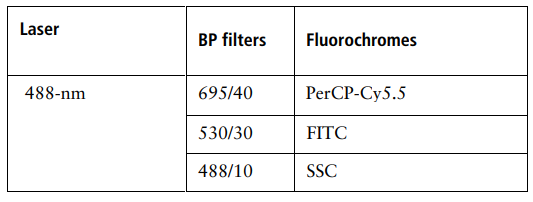 Laser
BP filters Fluorochromes
488-nm 695/40 PerCP-Cy5.5
530/30 FITC
488/10 SSC